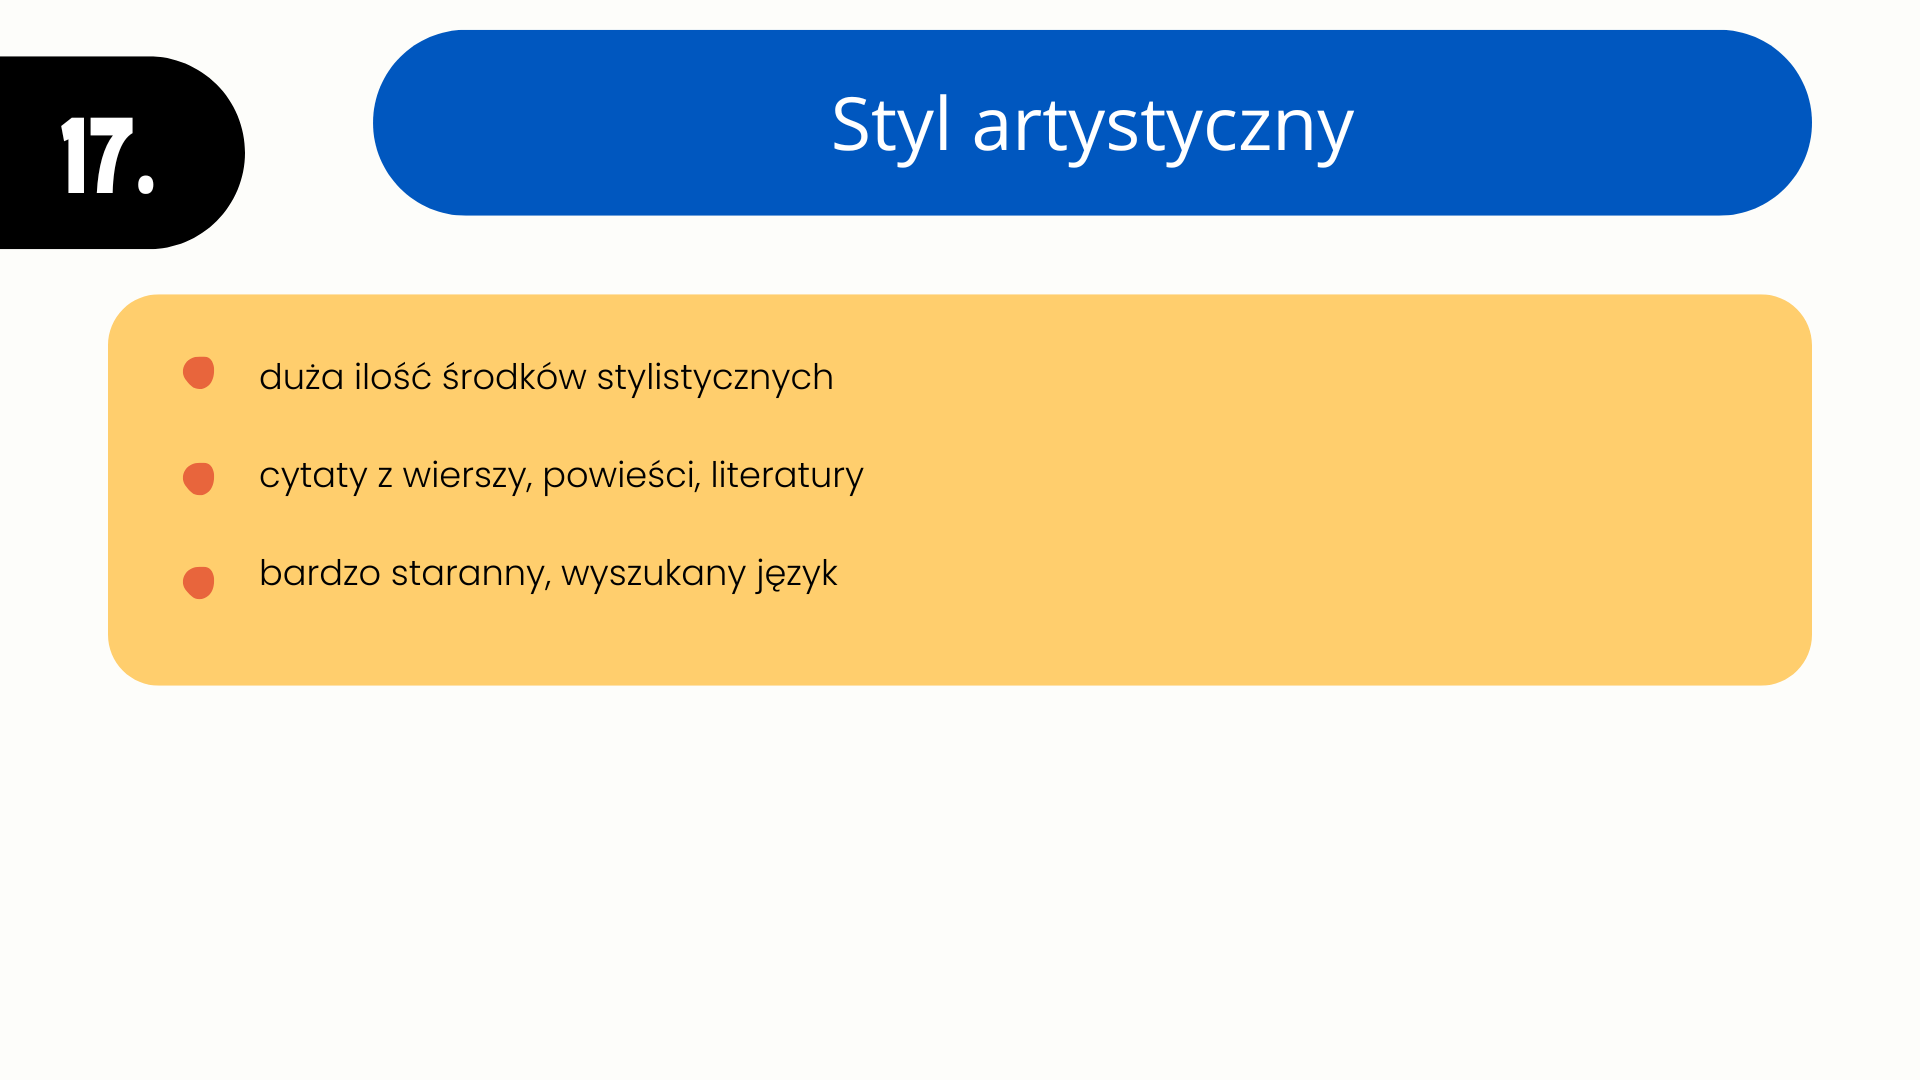 17.
Styl artystyczny
duża ilość środków stylistycznych
cytaty z wierszy, powieści, literatury
bardzo staranny, wyszukany język